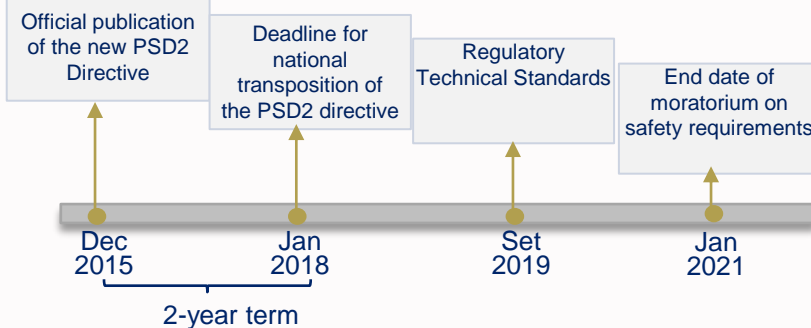 Official publication
of the new PSD2
Directive
Deadline for
national
transposition of
the PSD2 directive
Regulatory
Technical Standards
End date of
moratorium on
safety requirements
Dec
2015
Jan
2018
Set
2019
Jan
2021
2-year term